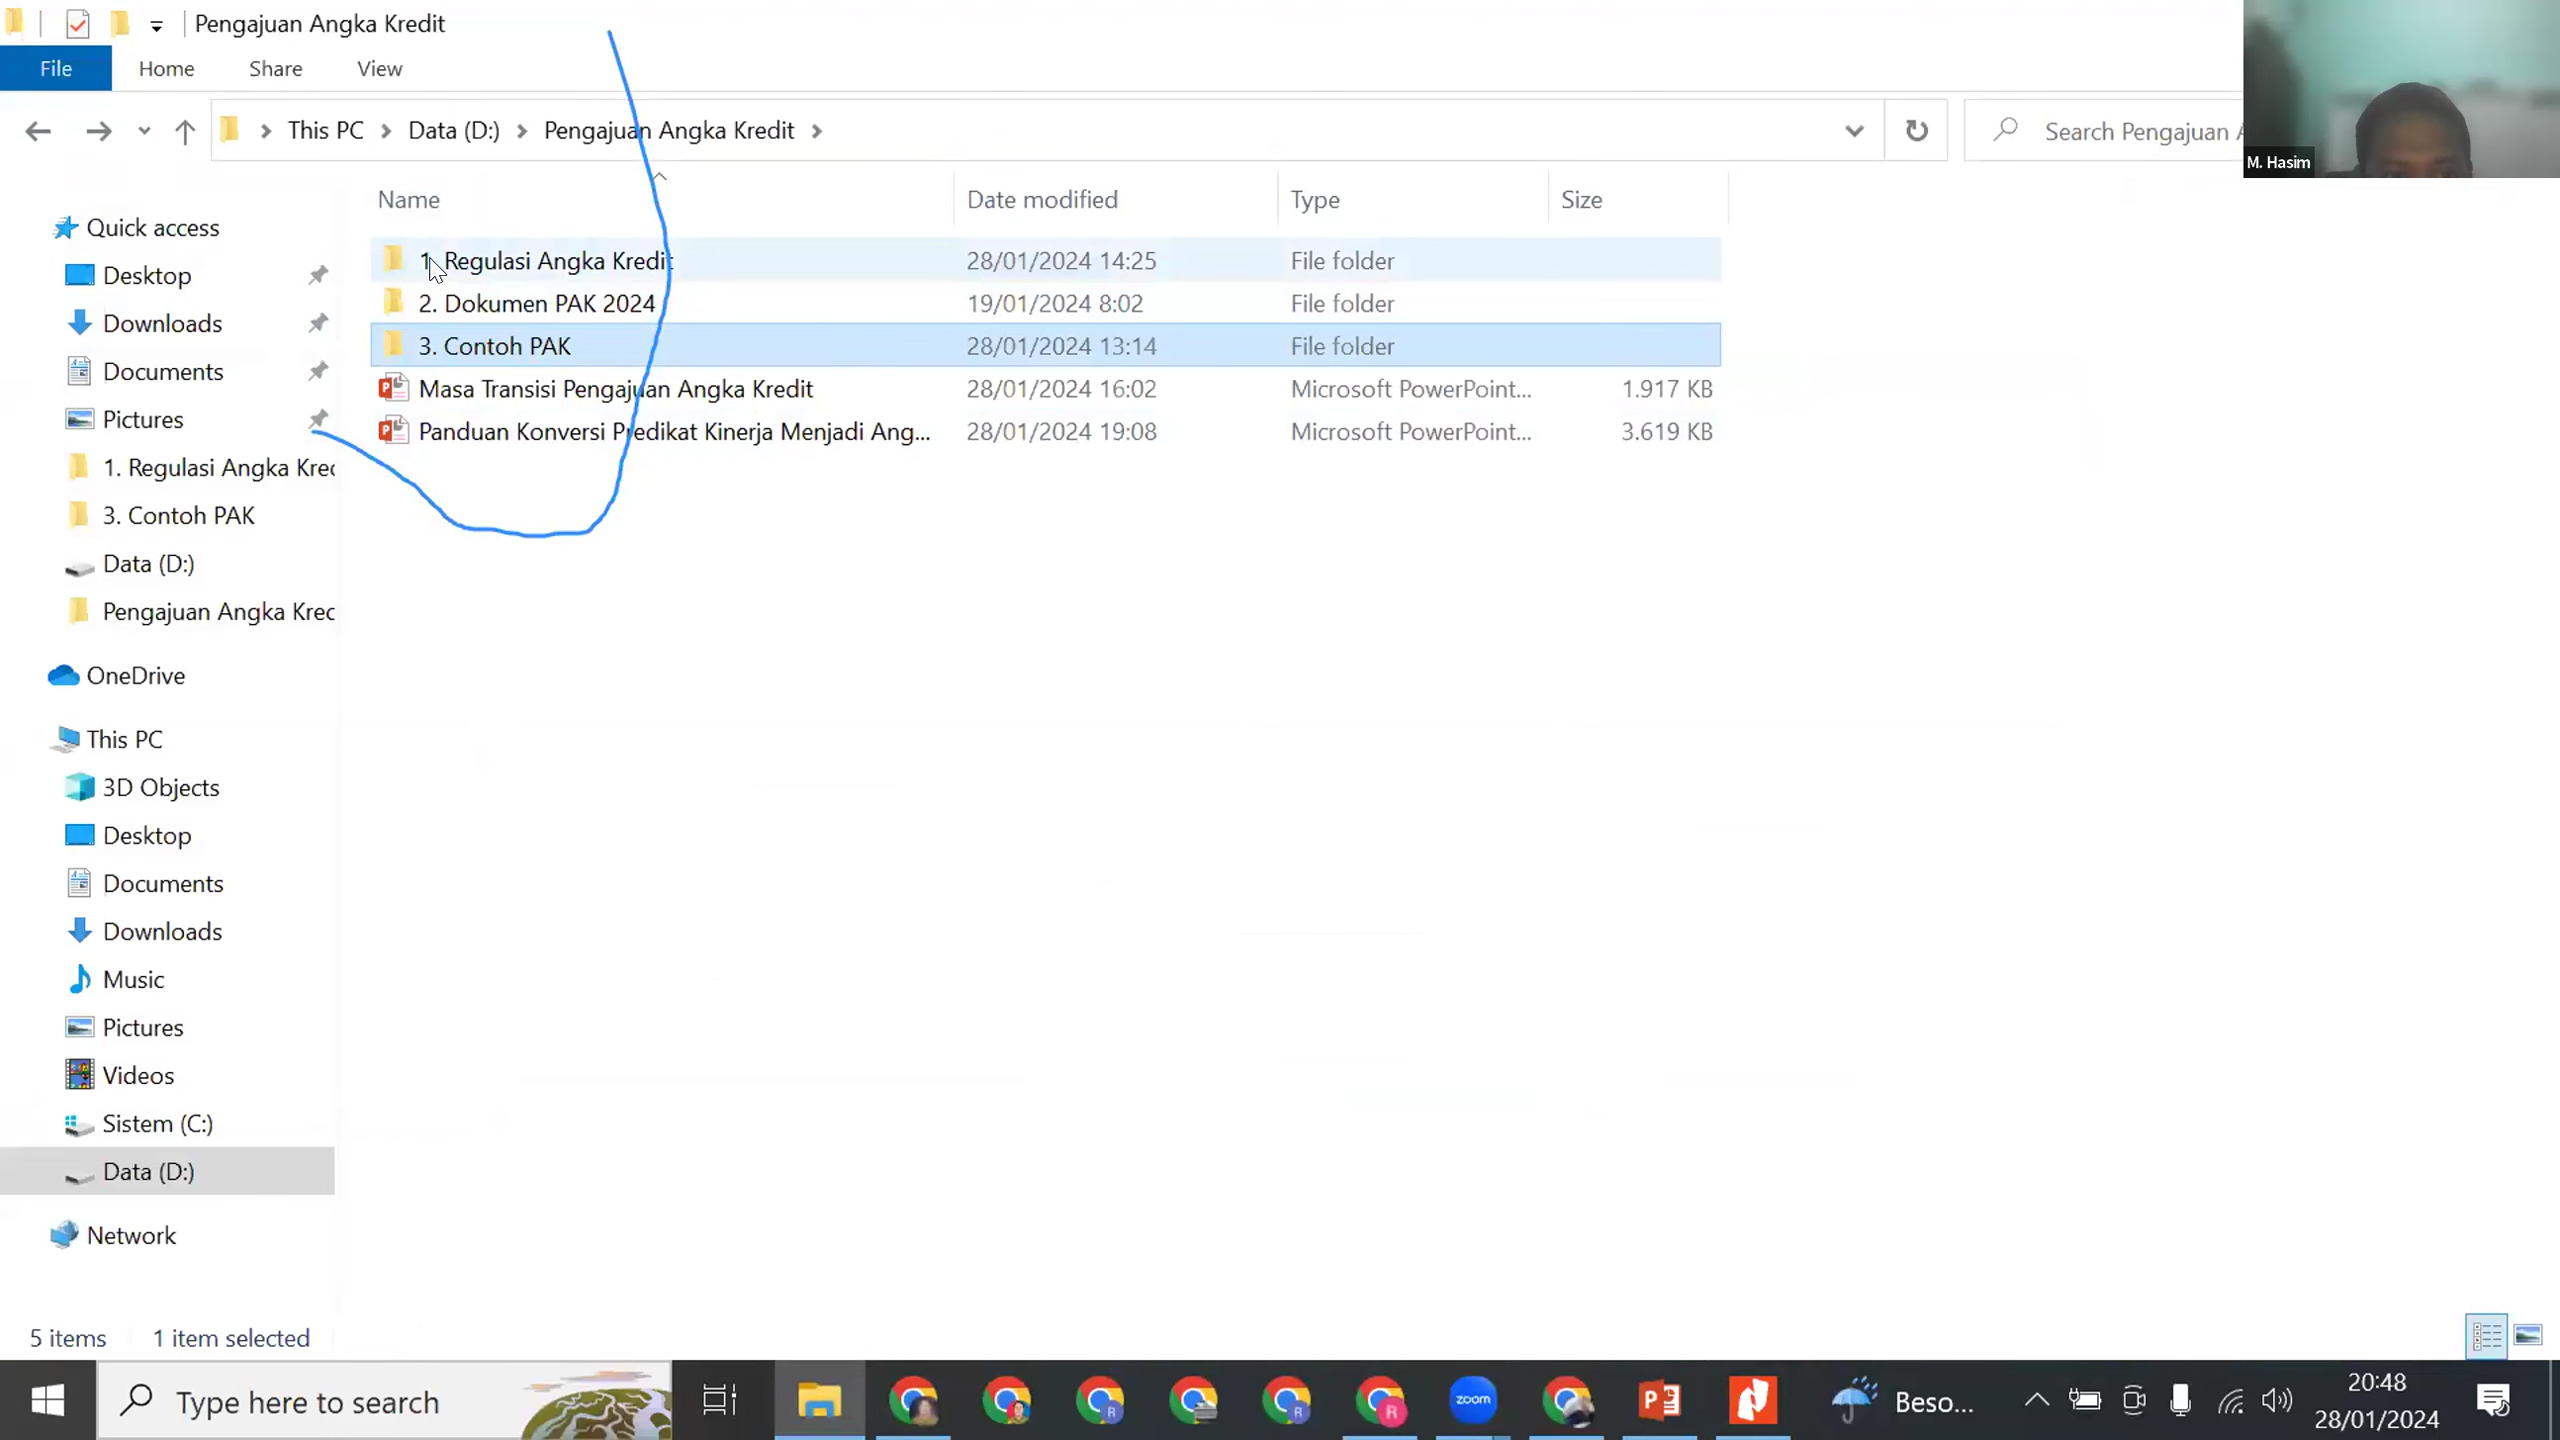 Pengajuan Angka Kredit
File Home Share View
This PC Data (D:) Pengajuan Angka Kredit
Search Pengajuan A
M. Hasim
Name Date modified Type Size
1. Regulasi Angka Kredit 28/01/2024 14:25 File folder
2. Dokumen PAK 2024 19/01/2024 8:02 File folder
3. Contoh PAK 28/01/2024 13:14 File folder
Masa Transisi Pengajuan Angka Kredit 28/01/2024 16:02 Microsoft PowerPoint... 1.917 KB
Panduan Konversi Predikat Kinerja Menjadi Ang... 28/01/2024 19:08 Microsoft PowerPoint... 3.619 KB
Quick access
Desktop
Downloads
Documents
Pictures
1. Regulasi Angka Kred
3. Contoh PAK
Data (D:)
Pengajuan Angka Kred
OneDrive
This PC
3D Objects
Desktop
Documents
Downloads
Music
Pictures
Videos
Sistem (C:)
Data (D:)
Network
5 items 1 item selected
Type here to search
R
R
R
zoom
Beso...
20:48
28/01/2024